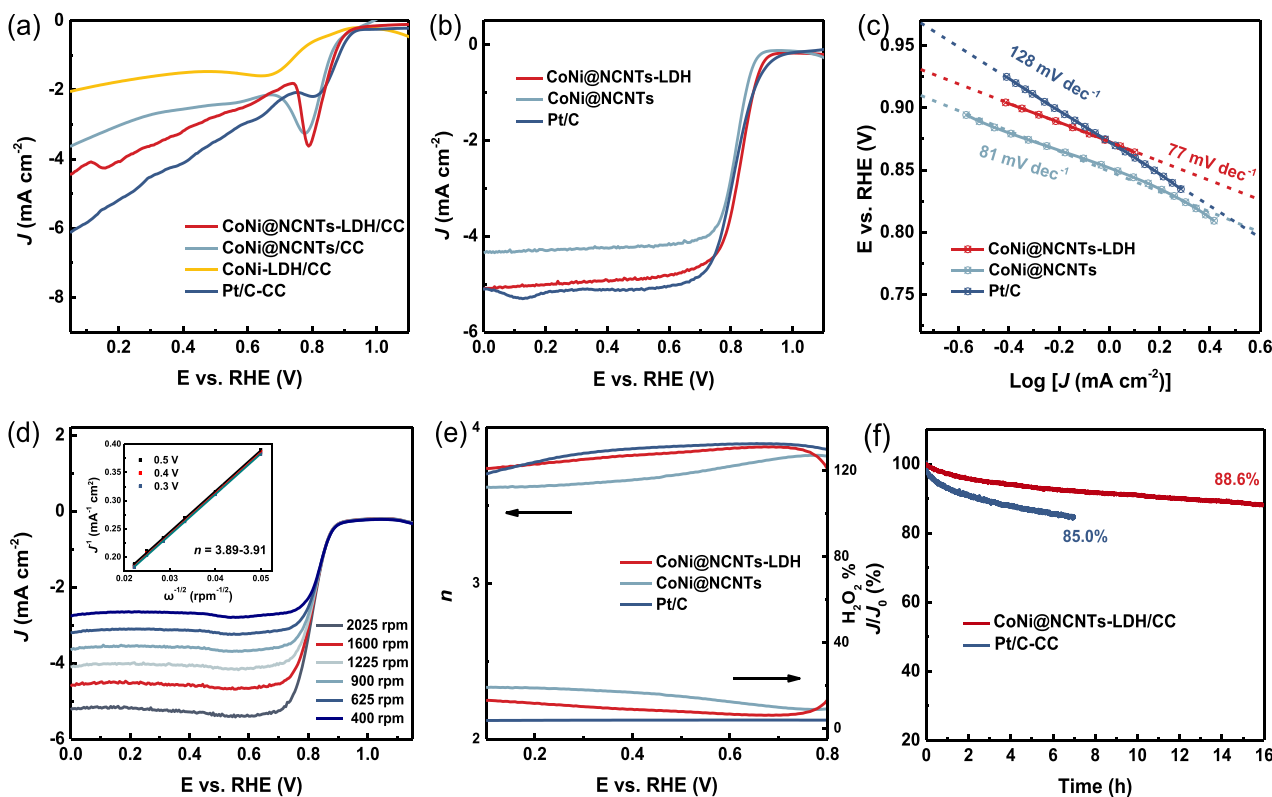 (a)
0
-2
-4
-6
-8
J (mA cm⁻²)
0.2
0.4
0.6
0.8
1.0
E vs. RHE (V)
CoNi@NCNTs-LDH/CC
CoNi@NCNTs/CC
CoNi-LDH/CC
Pt/C-CC
(b)
0
-2
-4
-6
J (mA cm⁻²)
0.0
0.2
0.4
0.6
0.8
1.0
E vs. RHE (V)
CoNi@NCNTs-LDH
CoNi@NCNTs
Pt/C
(c)
0.95
0.90
0.85
0.80
0.75
E vs. RHE (V)
-0.6
-0.4
-0.2
0.0
0.2
0.4
0.6
Log [J (mA cm⁻²)]
128 mV dec⁻¹
77 mV dec⁻¹
81 mV dec⁻¹
CoNi@NCNTs-LDH
CoNi@NCNTs
Pt/C
(d)
2
0
-2
-4
-6
J (mA cm⁻²)
0.0
0.2
0.4
0.6
0.8
1.0
E vs. RHE (V)
0.40
0.35
0.30
0.25
0.20
J⁻¹ (mA⁻¹ cm²)
0.02
0.03
0.04
0.05
ω⁻¹/² (rpm⁻¹/²)
0.5 V
0.4 V
0.3 V
n = 3.89-3.91
2025 rpm
1600 rpm
1225 rpm
900 rpm
625 rpm
400 rpm
(e)
4
3
2
n
0.2
0.4
0.6
0.8
E vs. RHE (V)
120
80
40
0
H₂O₂ %
CoNi@NCNTs-LDH
CoNi@NCNTs
Pt/C
(f)
100
80
60
40
20
J/J₀ (%)
0
2
4
6
8
10
12
14
16
Time (h)
88.6%
85.0%
CoNi@NCNTs-LDH/CC
Pt/C-CC